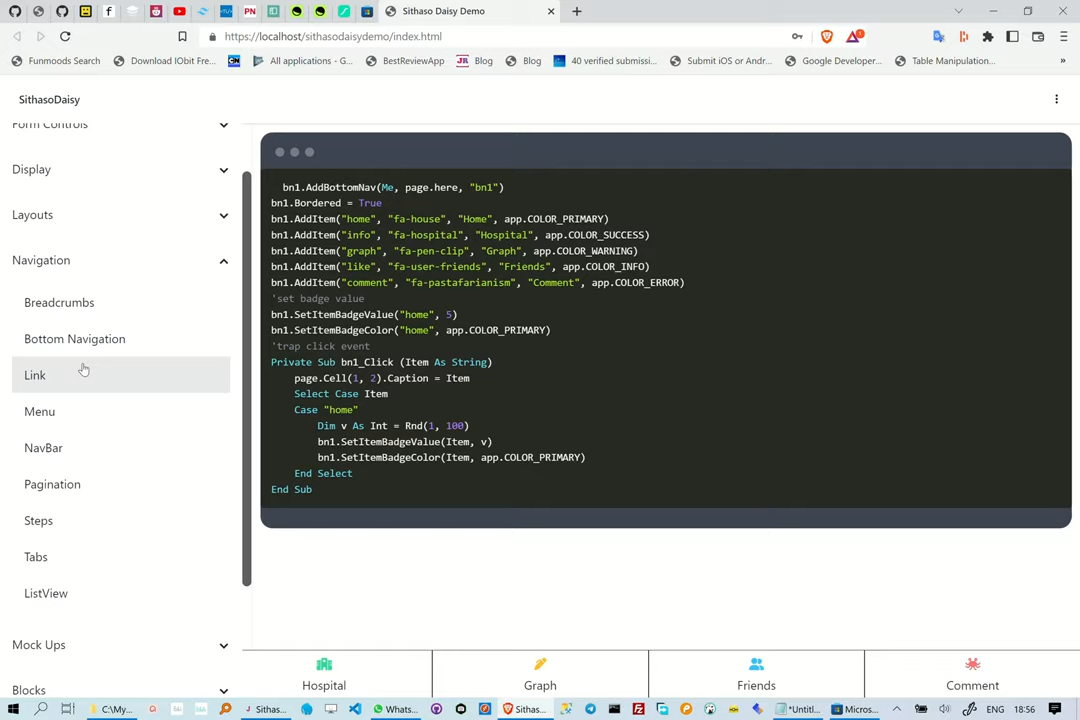 Sithaso Daisy Demo
https://localhost/sithasodaisydemo/index.html
Funmoods Search
Download IObit Fre...
All applications - G...
BestReviewApp
Blog
Blog
40 verified submissi...
Submit iOS or Andr...
Google Developer...
Table Manipulation...
SithasoDaisy
Form Controls
Display
Layouts
Navigation
Breadcrumbs
Bottom Navigation
Link
Menu
NavBar
Pagination
Steps
Tabs
ListView
Mock Ups
Blocks
bn1.AddBottomNav(Me, page.here, "bn1")
bn1.Bordered = True
bn1.AddItem("home", "fa-house", "Home", app.COLOR_PRIMARY)
bn1.AddItem("info", "fa-hospital", "Hospital", app.COLOR_SUCCESS)
bn1.AddItem("graph", "fa-pen-clip", "Graph", app.COLOR_WARNING)
bn1.AddItem("like", "fa-user-friends", "Friends", app.COLOR_INFO)
bn1.AddItem("comment", "fa-pastafarianism", "Comment", app.COLOR_ERROR)
'set badge value
bn1.SetItemBadgeValue("home", 5)
bn1.SetItemBadgeColor("home", app.COLOR_PRIMARY)
'trap click event
Private Sub bn1_Click (Item As String)
page.Cell(1, 2).Caption = Item
Select Case Item
Case "home"
Dim v As Int = Rnd(1, 100)
bn1.SetItemBadgeValue(Item, v)
bn1.SetItemBadgeColor(Item, app.COLOR_PRIMARY)
End Select
End Sub
Hospital
Graph
Friends
Comment
C:\My...
Sithas...
Whats...
Sithas...
*Untitl...
Micros...
ENG
18:56